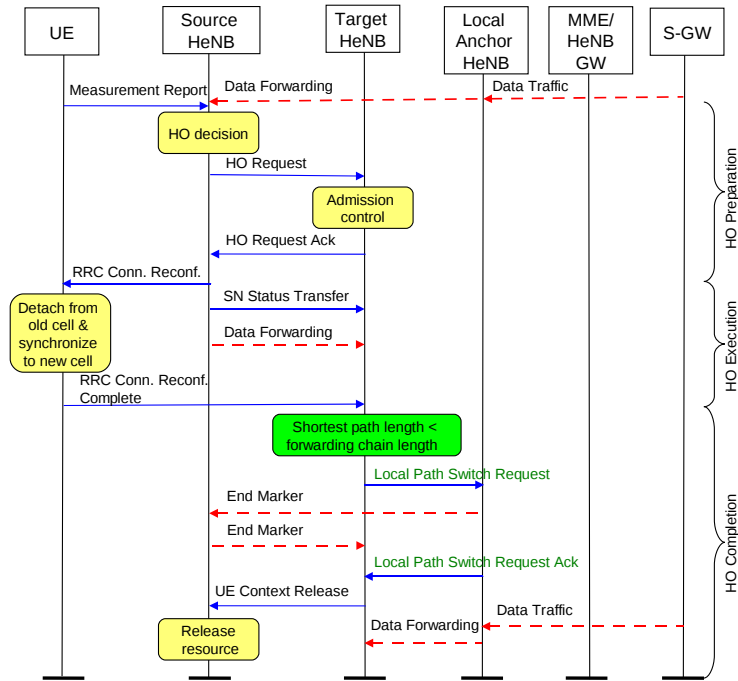 UE
Source
HeNB
Target
HeNB
Local
Anchor
HeNB
MME/
HeNB
GW
S-GW
Measurement Report
Data Forwarding
Data Traffic
HO decision
HO Request
Admission
control
HO Request Ack
RRC Conn. Reconf.
HO Preparation
Detach from
old cell &
synchronize
to new cell
SN Status Transfer
Data Forwarding
HO Execution
RRC Conn. Reconf.
Complete
Shortest path length <
forwarding chain length
Local Path Switch Request
End Marker
End Marker
Local Path Switch Request Ack
UE Context Release
Data Traffic
Data Forwarding
Release
resource
HO Completion